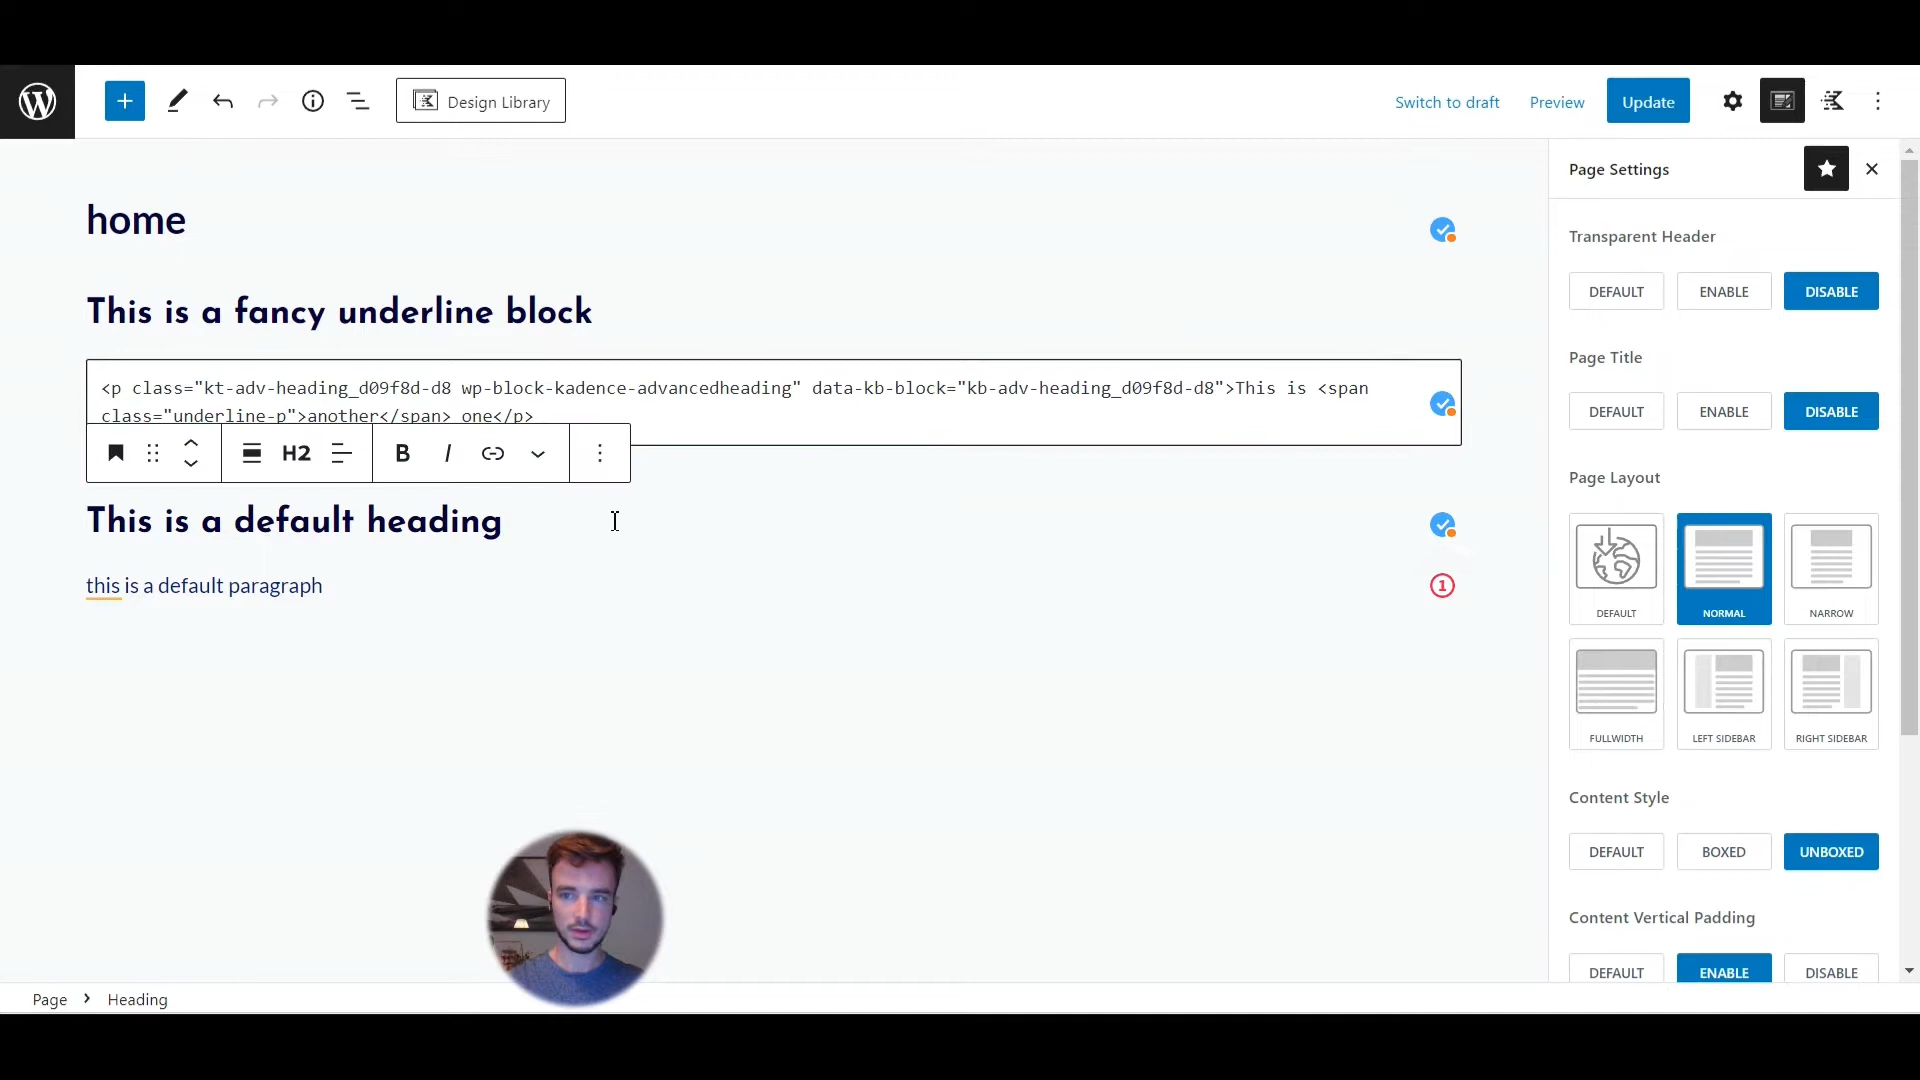 Design Library
Switch to draft
Preview
Update
home
This is a fancy underline block
<p class="kt-adv-heading_d09f8d-d8 wp-block-kadence-advancedheading" data-kb-block="kb-adv-heading_d09f8d-d8">This is <span
class="underline-p">another</span> one</p>
H2
B
I
This is a default heading
this is a default paragraph
1
Page Settings
Transparent Header
DEFAULT
ENABLE
DISABLE
Page Title
DEFAULT
ENABLE
DISABLE
Page Layout
DEFAULT
NORMAL
NARROW
FULLWIDTH
LEFT SIDEBAR
RIGHT SIDEBAR
Content Style
DEFAULT
BOXED
UNBOXED
Content Vertical Padding
DEFAULT
ENABLE
DISABLE
Page > Heading